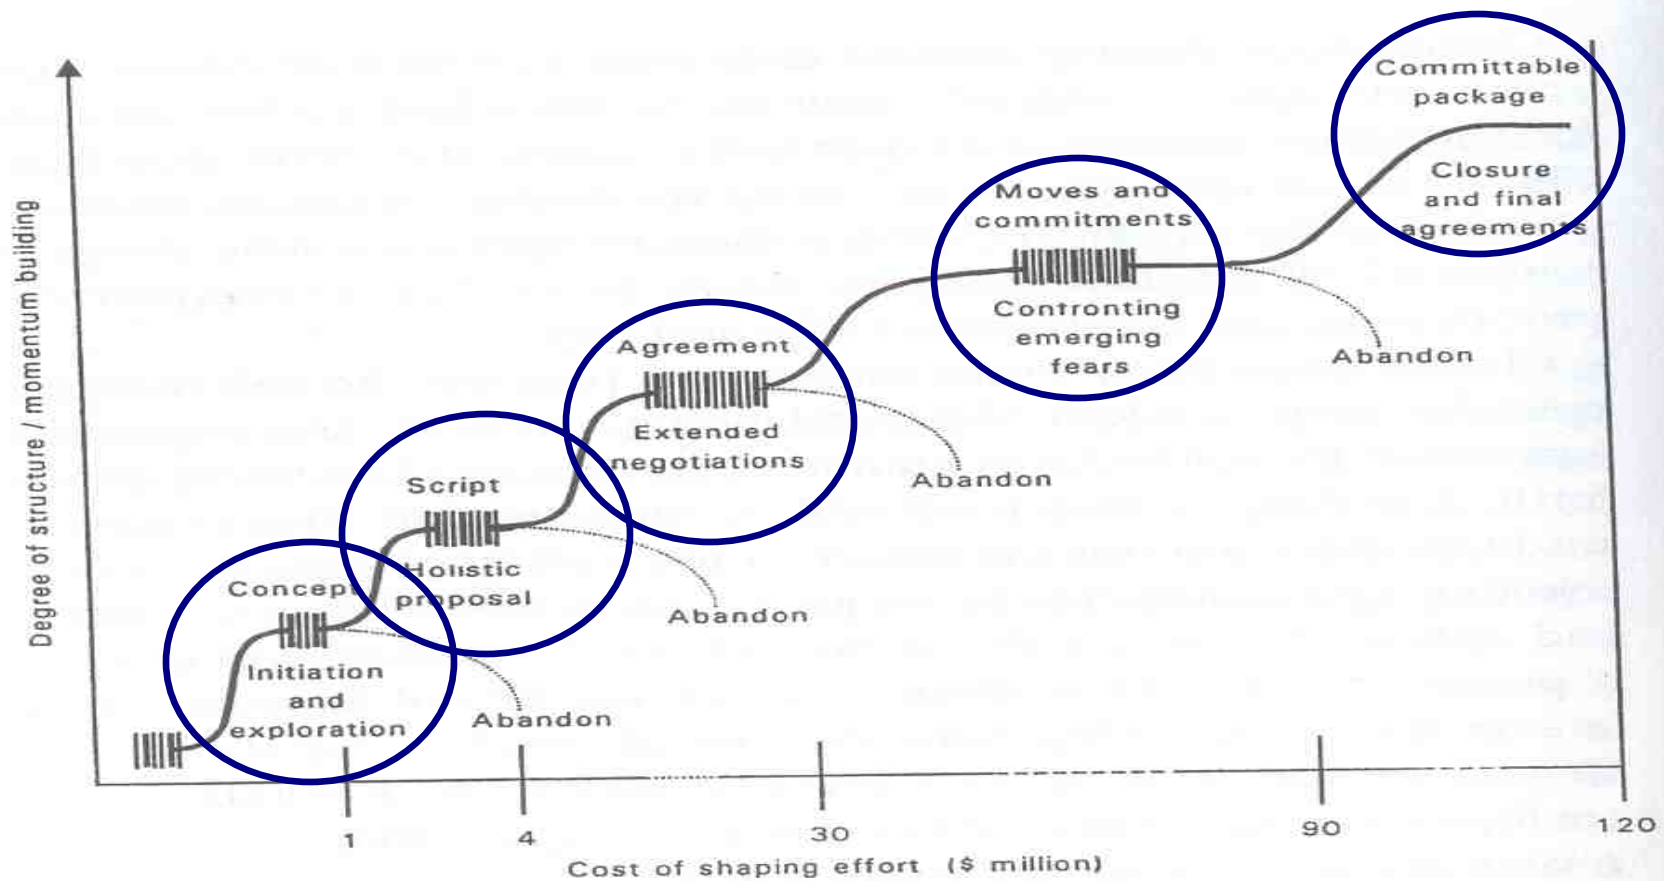 Committable
package
Closure
and final
agreements
Moves and
commitments
Confronting
emerging
fears
Abandon
Agreement
Extended
negotiations
Abandon
Script
Holistic
proposal
Abandon
Concept
Initiation
and
exploration
Abandon
Degree of structure / momentum building
1
4
30
90
120
Cost of shaping effort ($ million)